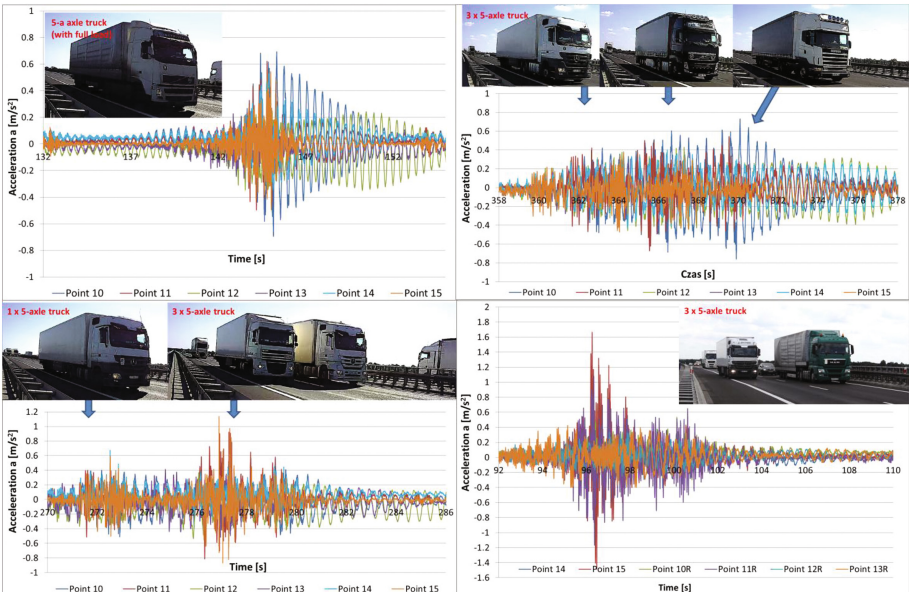 5-a axle truck
(with full load)
Acceleration a [m/s²]
1
0.8
0.6
0.4
0.2
0
-0.2
-0.4
-0.6
-0.8
-1
132
137
142
147
152
Time [s]
Point 10
Point 11
Point 12
Point 13
Point 14
Point 15
3 x 5-axle truck
Acceleration a [m/s²]
1
0.8
0.6
0.4
0.2
0
-0.2
-0.4
-0.6
-0.8
-1
358
360
362
364
366
368
370
372
374
376
378
Czas [s]
Point 10
Point 11
Point 12
Point 13
Point 14
Point 15
1 x 5-axle truck
3 x 5-axle truck
Acceleration a [m/s²]
1.2
1
0.8
0.6
0.4
0.2
0
-0.2
-0.4
-0.6
-0.8
-1
270
272
274
276
278
280
282
284
286
Time [s]
Point 10
Point 11
Point 12
Point 13
Point 14
Point 15
3 x 5-axle truck
Acceleration a [m/s²]
2
1.8
1.6
1.4
1.2
1
0.8
0.6
0.4
0.2
0
-0.2
-0.4
-0.6
-0.8
-1
-1.2
-1.4
-1.6
92
94
96
98
100
102
104
106
108
110
Point 14
Point 15
Point 10R
Point 11R
Point 12R
Point 13R
Time [s]